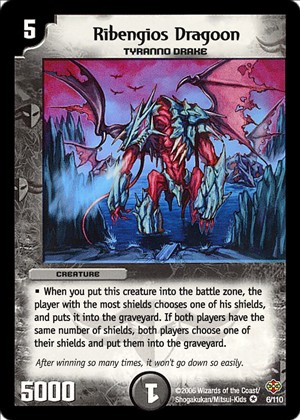 5
Ribengios Dragoon
TYRANNO DRAKE
CREATURE
▪ When you put this creature into the battle zone, the
player with the most shields chooses one of his shields,
and puts it into the graveyard. If both players have the
same number of shields, both players choose one of
their shields and put them into the graveyard.
After winning so many times, it won't go down so easily.
5000
1
©2006 Wizards of the Coast/
Shogakukan/Mitsui-Kids ✪ 6/110